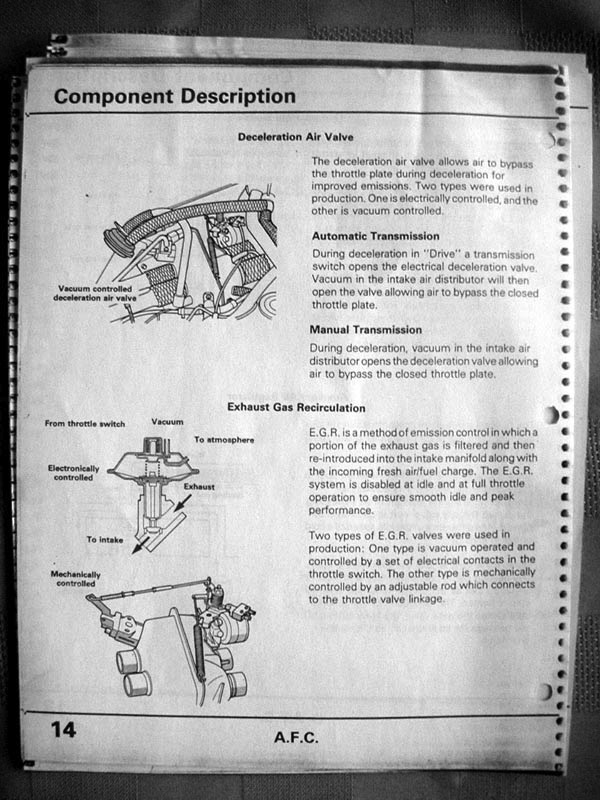 Component Description
Deceleration Air Valve
The deceleration air valve allows air to bypass
the throttle plate during deceleration for
improved emissions. Two types were used in
production. One is electrically controlled, and the
other is vacuum controlled.
Vacuum controlled
deceleration air valve
Automatic Transmission
During deceleration in "Drive" a transmission
switch opens the electrical deceleration valve.
Vacuum in the intake air distributor will then
open the valve allowing air to bypass the closed
throttle plate.
Manual Transmission
During deceleration, vacuum in the intake air
distributor opens the deceleration valve allowing
air to bypass the closed throttle plate.
Exhaust Gas Recirculation
From throttle switch
Vacuum
To atmosphere
Electronically
controlled
Exhaust
To intake
Mechanically
controlled
E.G.R. is a method of emission control in which a
portion of the exhaust gas is filtered and then
re-introduced into the intake manifold along with
the incoming fresh air/fuel charge. The E.G.R.
system is disabled at idle and at full throttle
operation to ensure smooth idle and peak
performance.
Two types of E.G.R. valves were used in
production: One type is vacuum operated and
controlled by a set of electrical contacts in the
throttle switch. The other type is mechanically
controlled by an adjustable rod which connects
to the throttle valve linkage.
14
A.F.C.